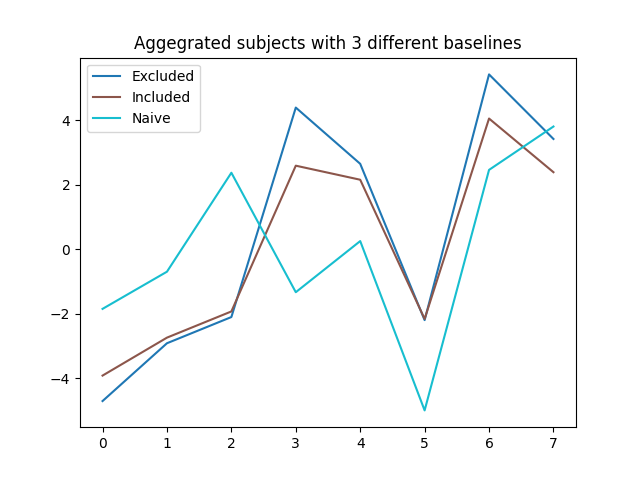 Aggegrated subjects with 3 different baselines
Excluded
Included
Naive
4
2
0
−2
−4
0 1 2 3 4 5 6 7